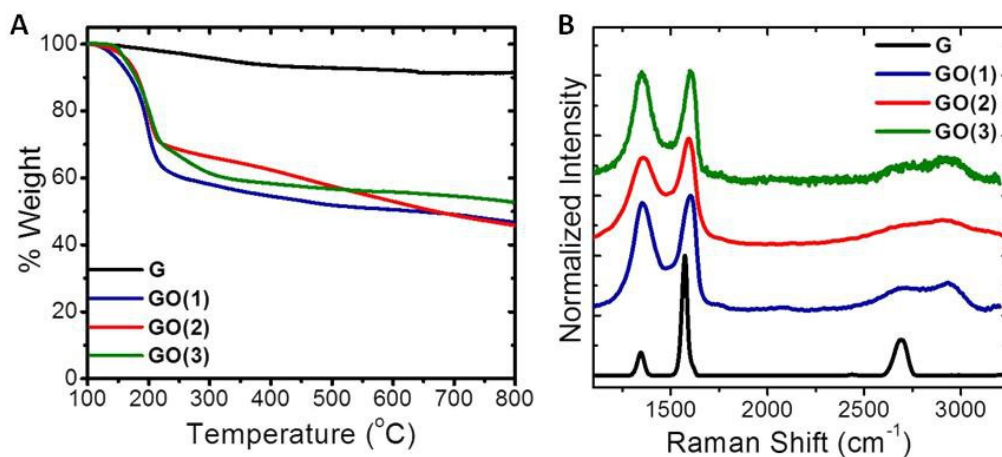 A
100
80
60
40
20
0
% Weight
G
GO(1)
GO(2)
GO(3)
100 200 300 400 500 600 700 800
Temperature (°C)
B
G
GO(1)
GO(2)
GO(3)
Normalized Intensity
1500 2000 2500 3000
Raman Shift (cm⁻¹)